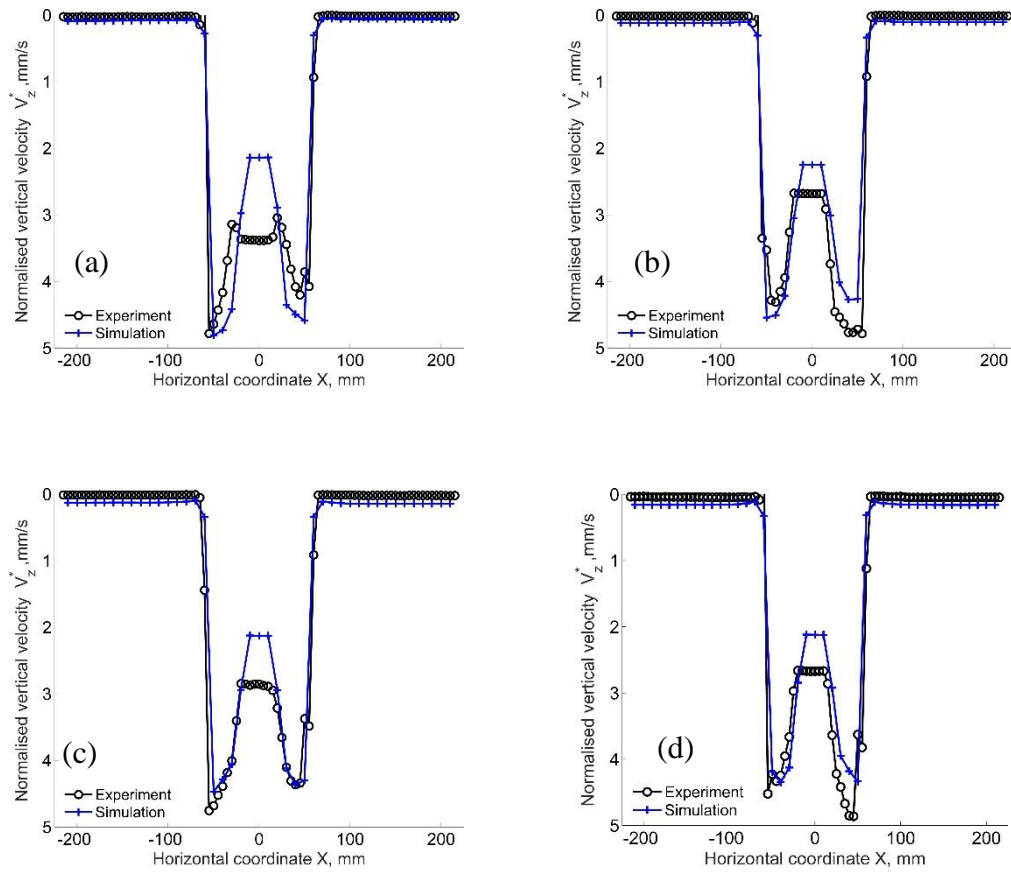 0
1
2
3
4
5
Normalised vertical velocity V*z ,mm/s
(a)
Experiment
Simulation
-200 -100 0 100 200
Horizontal coordinate X, mm
0
1
2
3
4
5
Normalised vertical velocity V*z ,mm/s
(b)
Experiment
Simulation
-200 -100 0 100 200
Horizontal coordinate X, mm
0
1
2
3
4
5
Normalised vertical velocity V*z ,mm/s
(c)
Experiment
Simulation
-200 -100 0 100 200
Horizontal coordinate X, mm
0
1
2
3
4
5
Normalised vertical velocity V*z ,mm/s
(d)
Experiment
Simulation
-200 -100 0 100 200
Horizontal coordinate X, mm